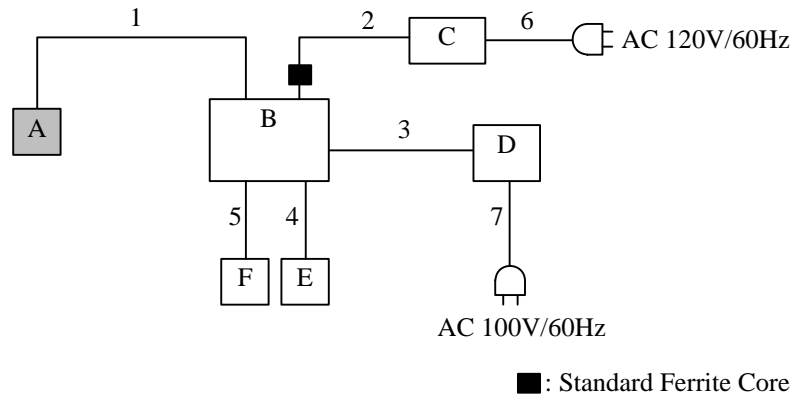 1
2
C
6
AC 120V/60Hz
A
B
3
D
5
4
7
F
E
AC 100V/60Hz
: Standard Ferrite Core